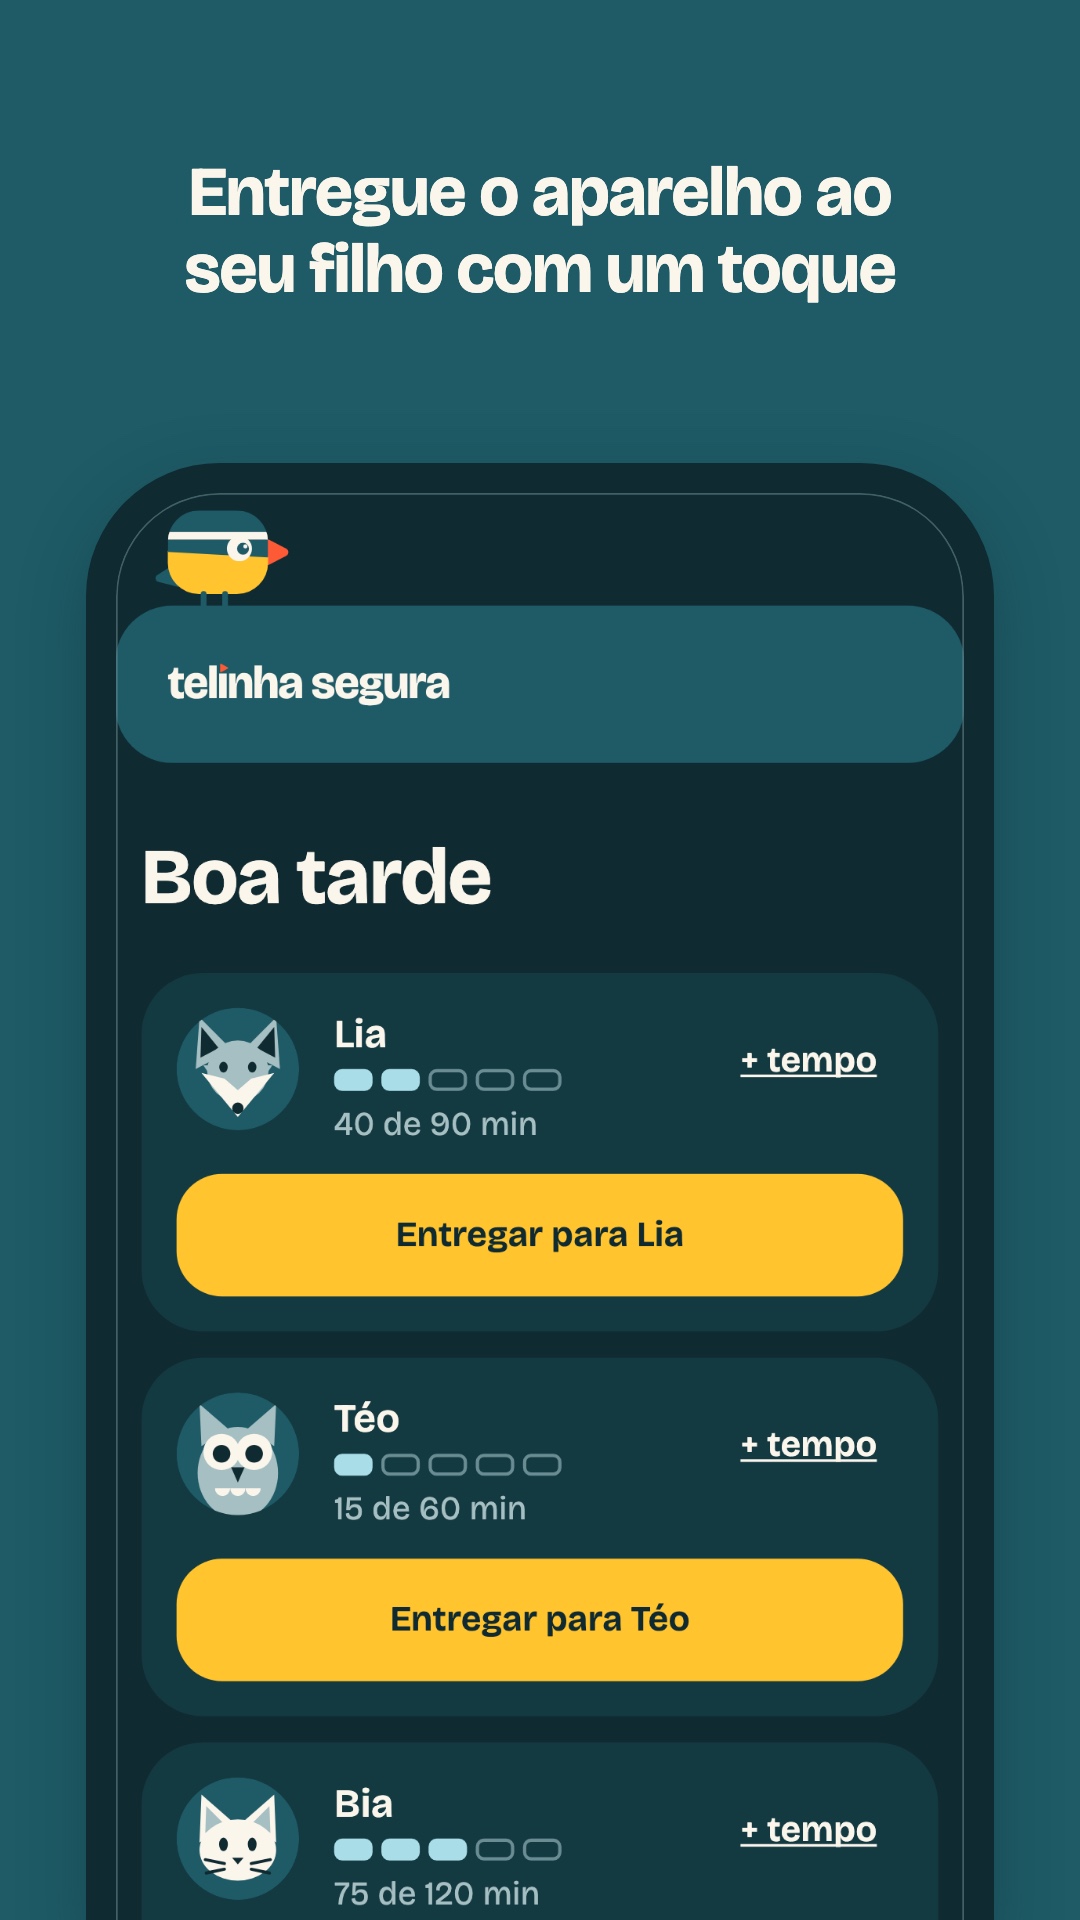 Entregue o aparelho ao
seu filho com um toque
telinha segura
Boa tarde
Lia
+ tempo
40 de 90 min
Entregar para Lia
Téo
+ tempo
15 de 60 min
Entregar para Téo
Bia
+ tempo
75 de 120 min